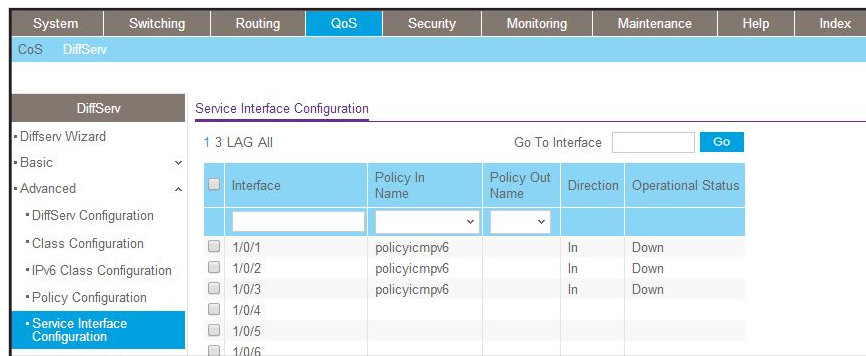 System Switching Routing QoS Security Monitoring Maintenance Help Index
CoS DiffServ
DiffServ
Diffserv Wizard
Basic
Advanced
DiffServ Configuration
Class Configuration
IPv6 Class Configuration
Policy Configuration
Service Interface
Configuration
Service Interface Configuration
1 3 LAG All Go To Interface Go
Interface Policy In Name Policy Out Name Direction Operational Status
1/0/1 policyicmpv6 In Down
1/0/2 policyicmpv6 In Down
1/0/3 policyicmpv6 In Down
1/0/4
1/0/5
1/0/6